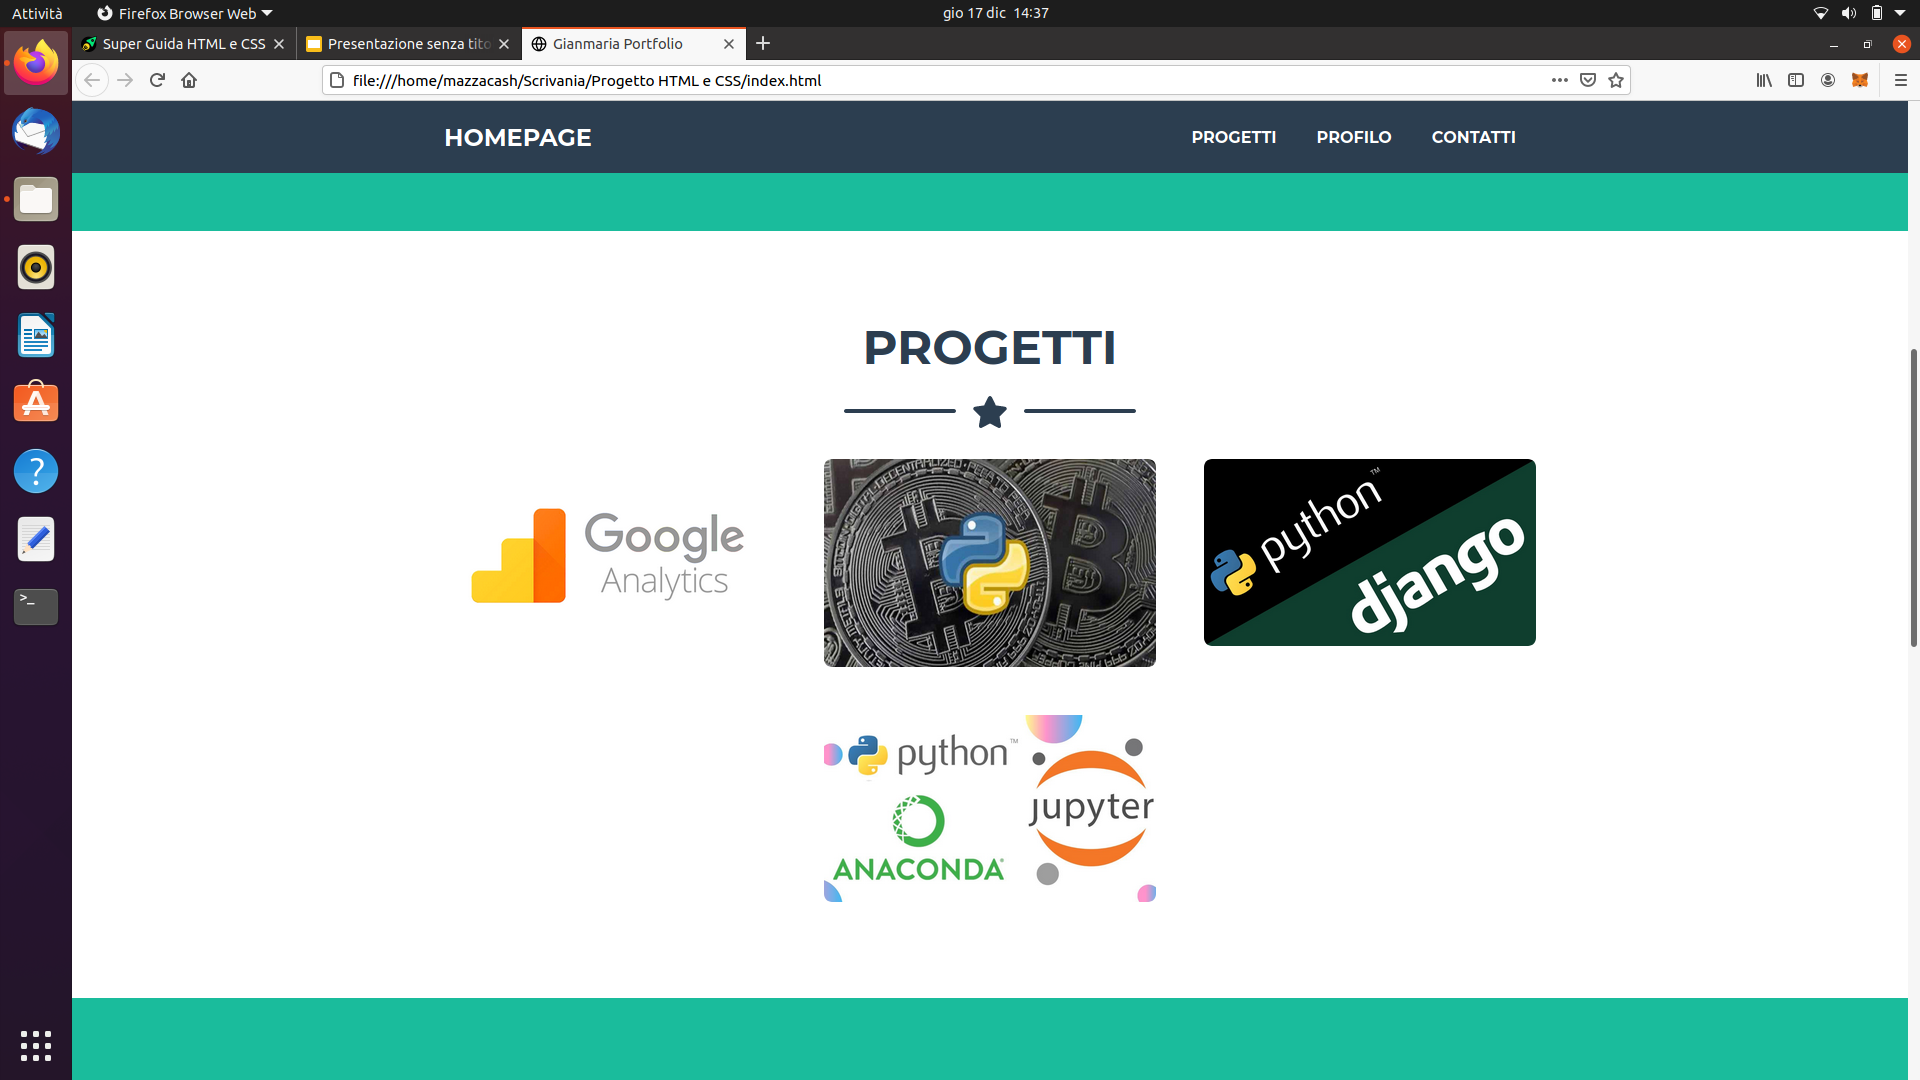 Attività
Firefox Browser Web
gio 17 dic 14:37
Super Guida HTML e CSS
Presentazione senza tito
Gianmaria Portfolio
file:///home/mazzacash/Scrivania/Progetto HTML e CSS/index.html
HOMEPAGE
PROGETTI
PROFILO
CONTATTI
PROGETTI
Google
Analytics
python™
django
python™
ANACONDA®
jupyter